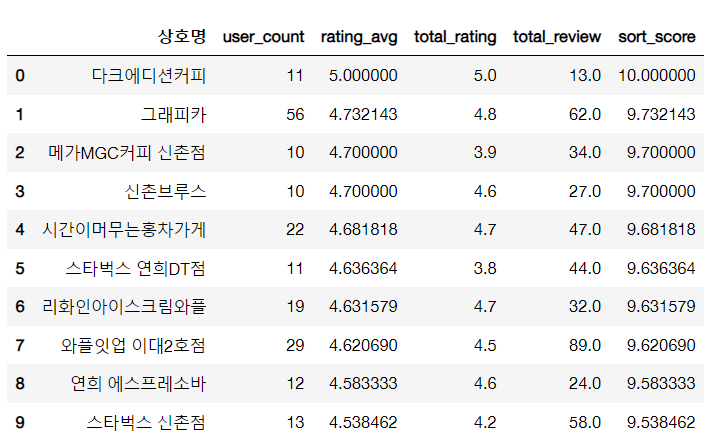 상호명 user_count rating_avg total_rating total_review sort_score
0 다크에디션커피 11 5.000000 5.0 13.0 10.000000
1 그래피카 56 4.732143 4.8 62.0 9.732143
2 메가MGC커피 신촌점 10 4.700000 3.9 34.0 9.700000
3 신촌브루스 10 4.700000 4.6 27.0 9.700000
4 시간이머무는홍차가게 22 4.681818 4.7 47.0 9.681818
5 스타벅스 연희DT점 11 4.636364 3.8 44.0 9.636364
6 리화인아이스크림와플 19 4.631579 4.7 32.0 9.631579
7 와플잇업 이대2호점 29 4.620690 4.5 89.0 9.620690
8 연희 에스프레소바 12 4.583333 4.6 24.0 9.583333
9 스타벅스 신촌점 13 4.538462 4.2 58.0 9.538462